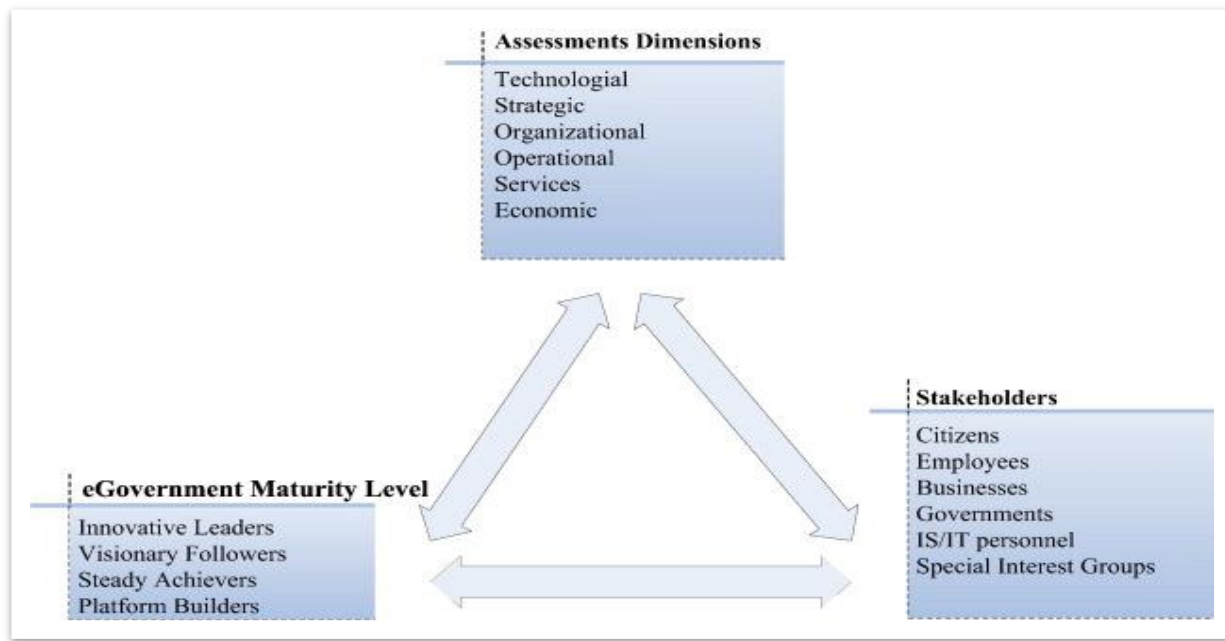 Assessments Dimensions
Technologial
Strategic
Organizational
Operational
Services
Economic
Stakeholders
Citizens
Employees
Businesses
Governments
IS/IT personnel
Special Interest Groups
eGovernment Maturity Level
Innovative Leaders
Visionary Followers
Steady Achievers
Platform Builders